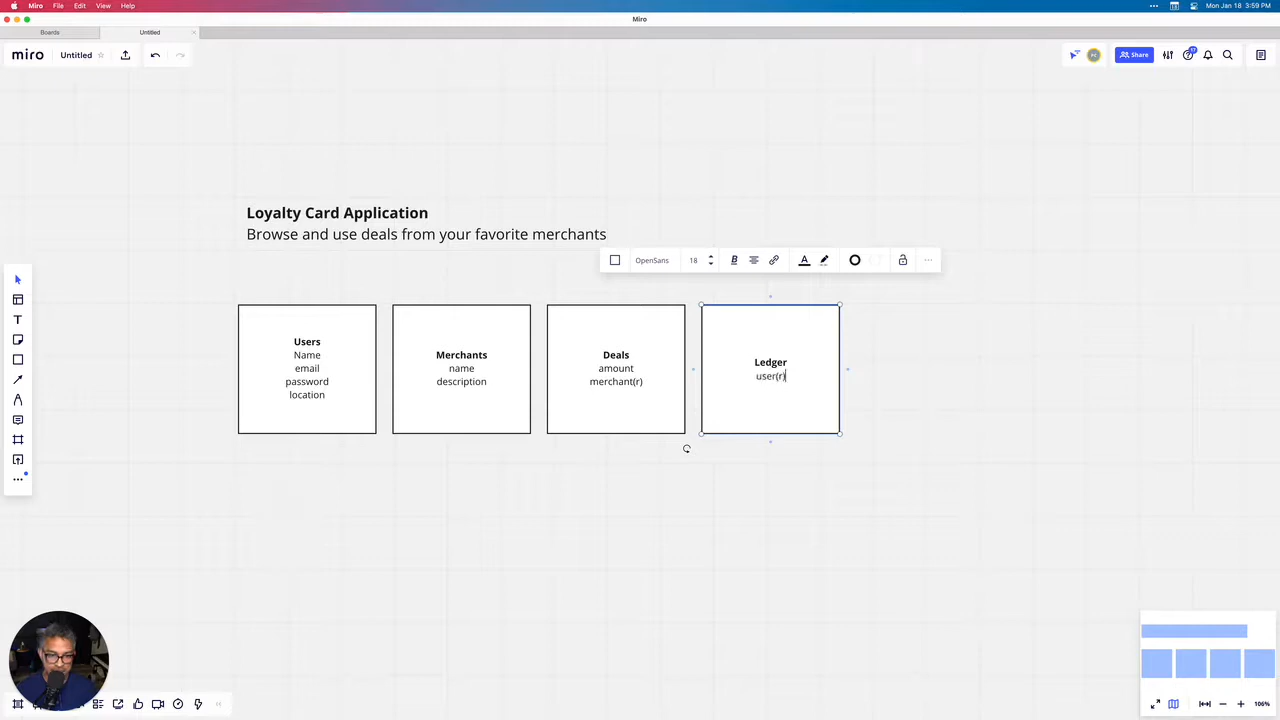 Miro File Edit View Help
Mon Jan 18 3:59 PM
Miro
Boards
Untitled
miro
Untitled
Share
17
Loyalty Card Application
Browse and use deals from your favorite merchants
OpenSans
18
B
A
Users
Name
email
password
location
Merchants
name
description
Deals
amount
merchant(r)
Ledger
user(r)
T
106%